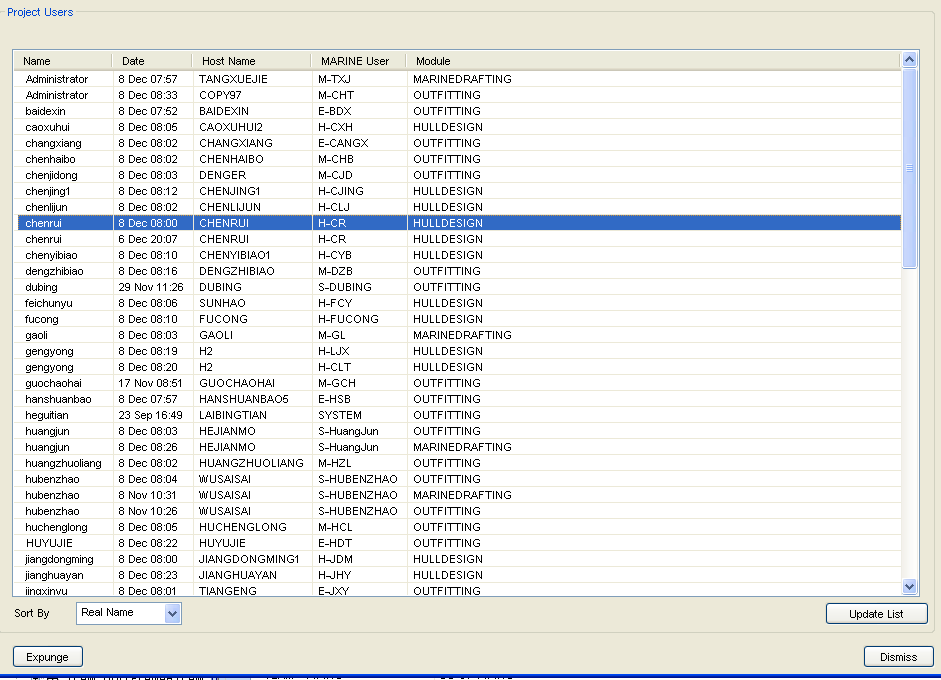 Project Users
Name Date Host Name MARINE User Module
Administrator 8 Dec 07:57 TANGXUEJIE M-TXJ MARINEDRAFTING
Administrator 8 Dec 08:33 COPY97 M-CHT OUTFITTING
baidexin 8 Dec 07:52 BAIDEXIN E-BDX OUTFITTING
caoxuhui 8 Dec 08:05 CAOXUHUI2 H-CXH HULLDESIGN
changxiang 8 Dec 08:02 CHANGXIANG E-CANGX OUTFITTING
chenhaibo 8 Dec 08:02 CHENHAIBO M-CHB OUTFITTING
chenjidong 8 Dec 08:03 DENGER M-CJD OUTFITTING
chenjing1 8 Dec 08:12 CHENJING1 H-CJING HULLDESIGN
chenlijun 8 Dec 08:02 CHENLIJUN H-CLJ HULLDESIGN
chenrui 8 Dec 08:00 CHENRUI H-CR HULLDESIGN
chenrui 6 Dec 20:07 CHENRUI H-CR HULLDESIGN
chenyibiao 8 Dec 08:10 CHENYIBIAO1 H-CYB HULLDESIGN
dengzhibiao 8 Dec 08:16 DENGZHIBIAO M-DZB OUTFITTING
dubing 29 Nov 11:26 DUBING S-DUBING OUTFITTING
feichunyu 8 Dec 08:06 SUNHAO H-FCY HULLDESIGN
fucong 8 Dec 08:10 FUCONG H-FUCONG HULLDESIGN
gaoli 8 Dec 08:03 GAOLI M-GL MARINEDRAFTING
gengyong 8 Dec 08:19 H2 H-LJX HULLDESIGN
gengyong 8 Dec 08:20 H2 H-CLT HULLDESIGN
guochaohai 17 Nov 08:51 GUOCHAOHAI M-GCH OUTFITTING
hanshuanbao 8 Dec 07:57 HANSHUANBAO5 E-HSB OUTFITTING
heguitian 23 Sep 16:49 LAIBINGTIAN SYSTEM OUTFITTING
huangjun 8 Dec 08:03 HEJIANMO S-HuangJun OUTFITTING
huangjun 8 Dec 08:26 HEJIANMO S-HuangJun MARINEDRAFTING
huangzhuoliang 8 Dec 08:02 HUANGZHUOLIANG M-HZL OUTFITTING
hubenzhao 8 Dec 08:04 WUSAISAI S-HUBENZHAO OUTFITTING
hubenzhao 8 Nov 10:31 WUSAISAI S-HUBENZHAO MARINEDRAFTING
hubenzhao 8 Nov 10:26 WUSAISAI S-HUBENZHAO OUTFITTING
huchenglong 8 Dec 08:05 HUCHENGLONG M-HCL OUTFITTING
HUYUJIE 8 Dec 08:22 HUYUJIE E-HDT OUTFITTING
jiangdongming 8 Dec 08:00 JIANGDONGMING1 H-JDM HULLDESIGN
jianghuayan 8 Dec 08:23 JIANGHUAYAN H-JHY HULLDESIGN
jingxinyu 8 Dec 08:01 TIANGENG E-JXY OUTFITTING
Sort By Real Name Update List
Expunge Dismiss